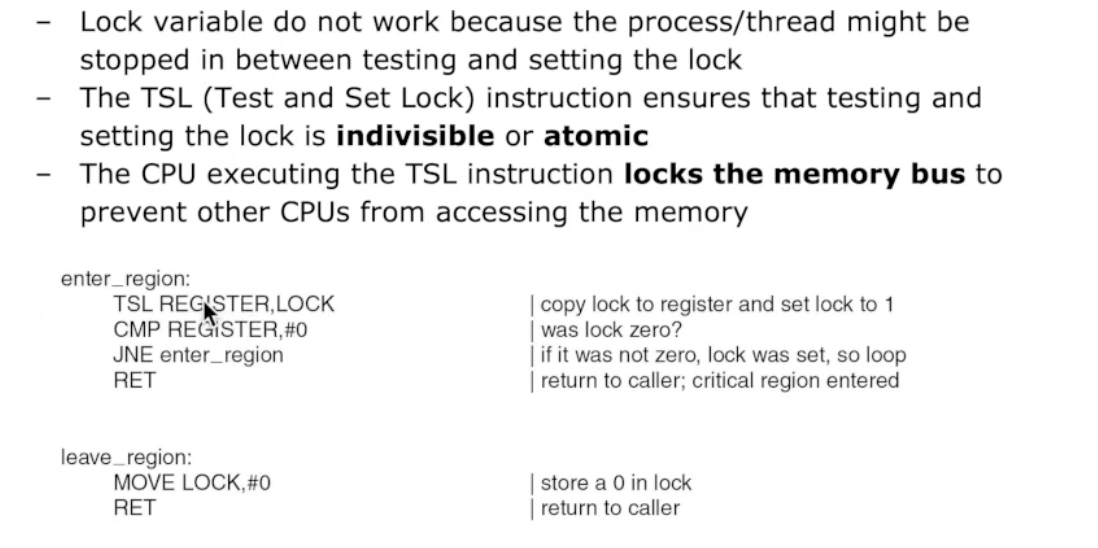 – Lock variable do not work because the process/thread might be
stopped in between testing and setting the lock
– The TSL (Test and Set Lock) instruction ensures that testing and
setting the lock is indivisible or atomic
– The CPU executing the TSL instruction locks the memory bus to
prevent other CPUs from accessing the memory
enter_region:
TSL REGISTER,LOCK | copy lock to register and set lock to 1
CMP REGISTER,#0 | was lock zero?
JNE enter_region | if it was not zero, lock was set, so loop
RET | return to caller; critical region entered
leave_region:
MOVE LOCK,#0 | store a 0 in lock
RET | return to caller